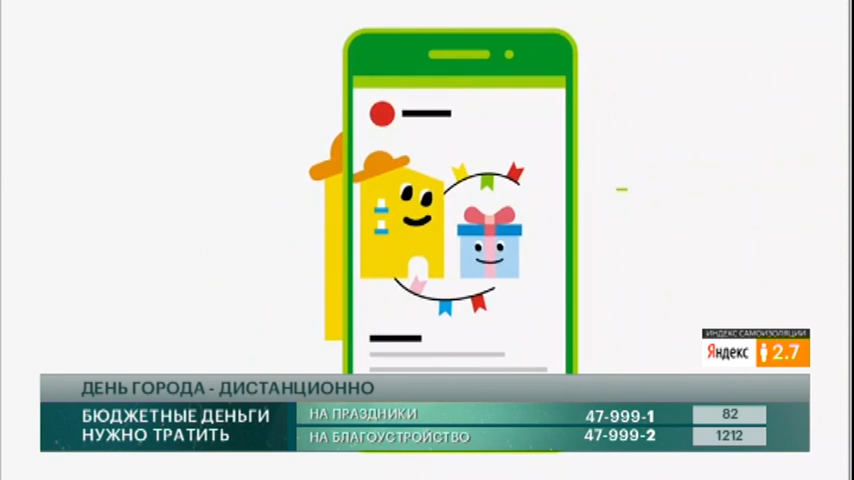 ИНДЕКС САМОИЗОЛЯЦИИ
Яндекс 2.7
ДЕНЬ ГОРОДА - ДИСТАНЦИОННО
БЮДЖЕТНЫЕ ДЕНЬГИ
НУЖНО ТРАТИТЬ
НА ПРАЗДНИКИ 47-999-1 82
НА БЛАГОУСТРОЙСТВО 47-999-2 1212